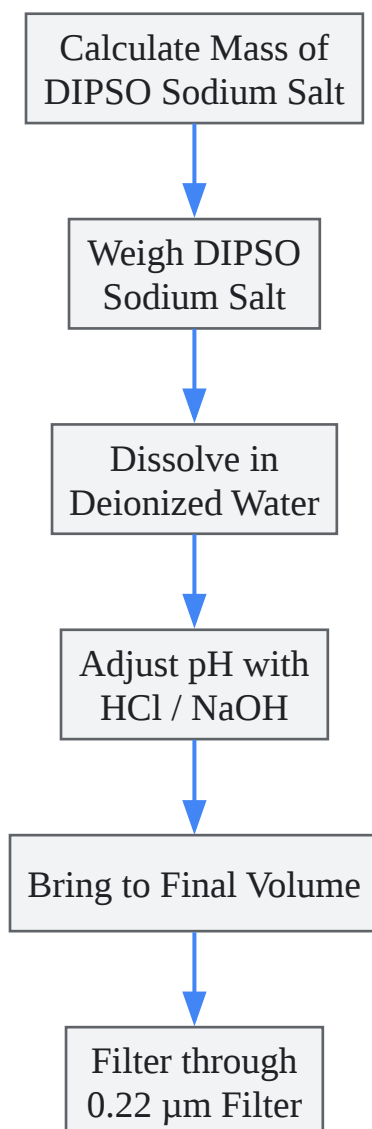 Calculate Mass of
DIPSO Sodium Salt
Weigh DIPSO
Sodium Salt
Dissolve in
Deionized Water
Adjust pH with
HCl / NaOH
Bring to Final Volume
Filter through
0.22 µm Filter